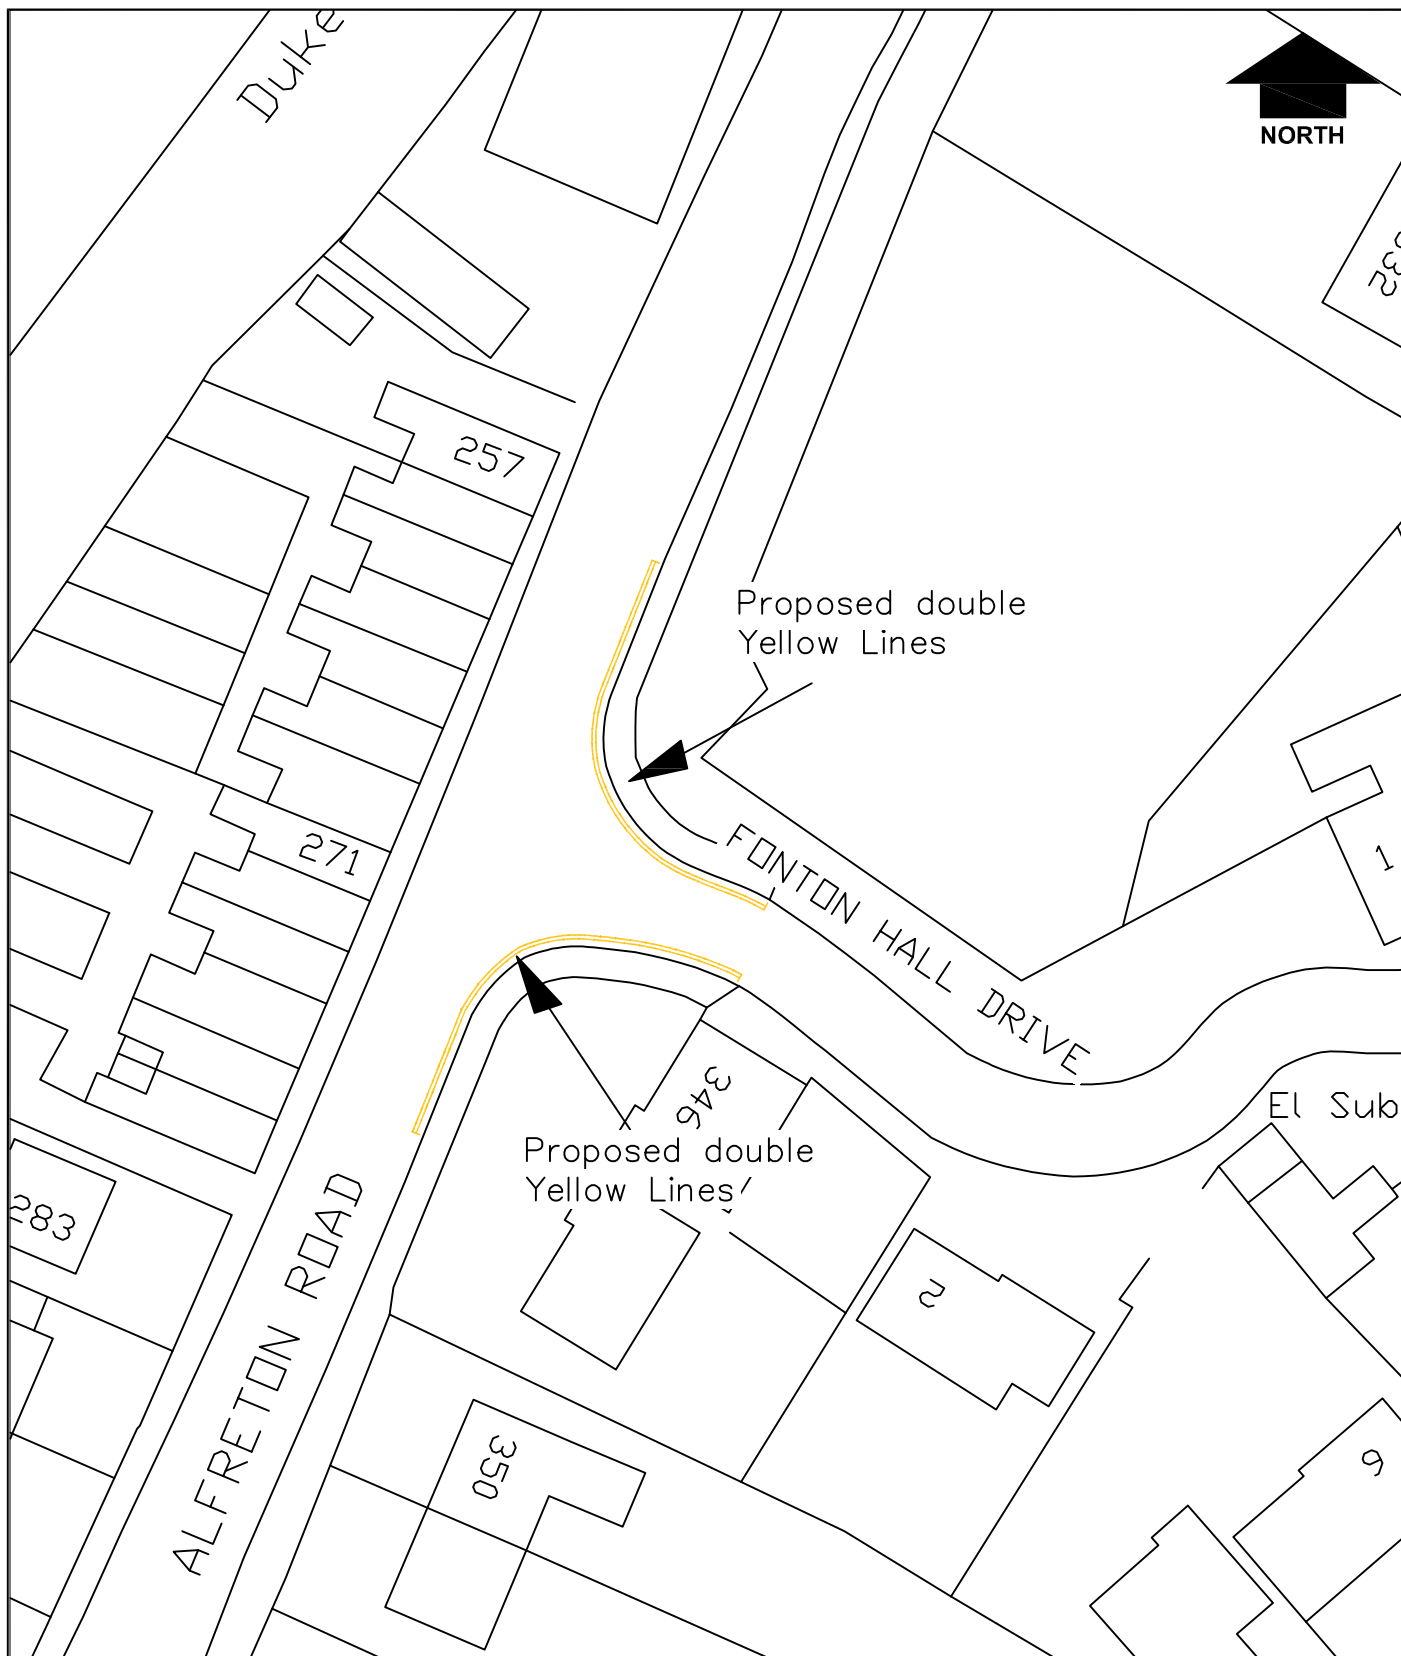 Duke
NORTH
332
257
Proposed double
Yellow Lines
271
FONTON HALL DRIVE
1
346
El Sub
Proposed double
Yellow Lines
283
ALFRETON ROAD
2
350
6